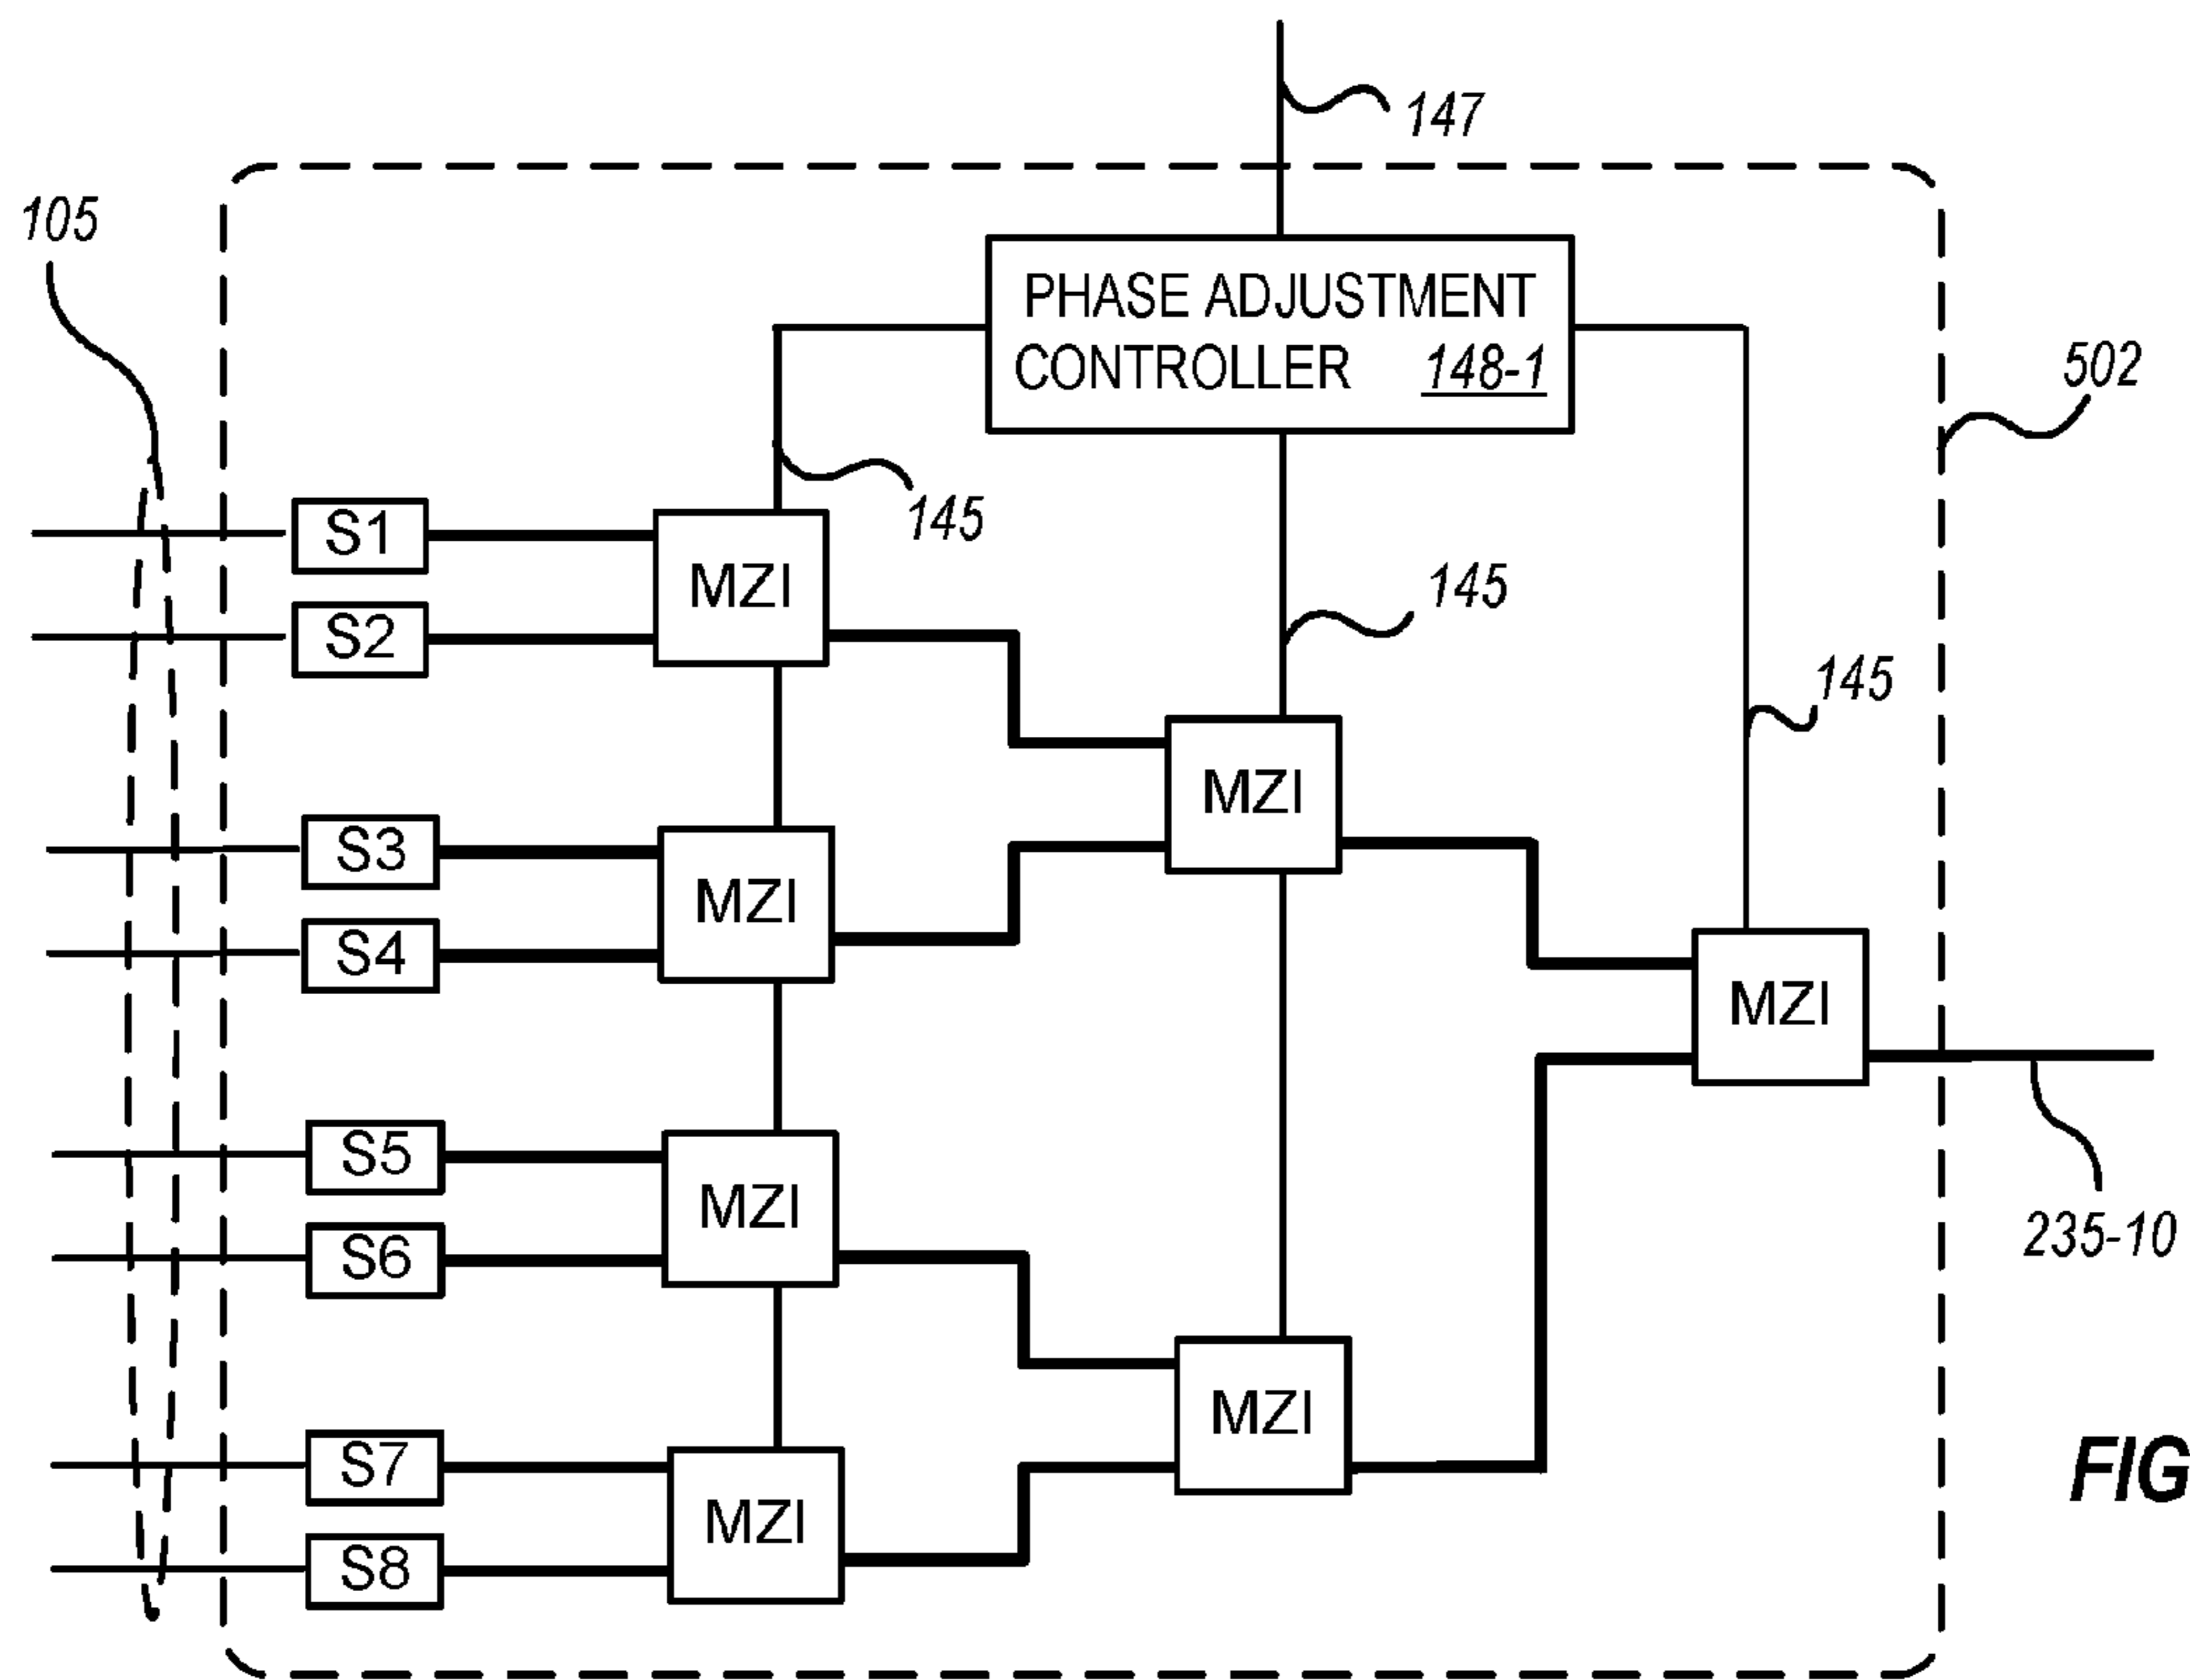 147
105
PHASE ADJUSTMENT
CONTROLLER 148-1
502
145
S1
MZI
145
S2
145
MZI
S3
MZI
S4
MZI
S5
MZI
S6
235-10
MZI
S7
FIG
MZI
S8